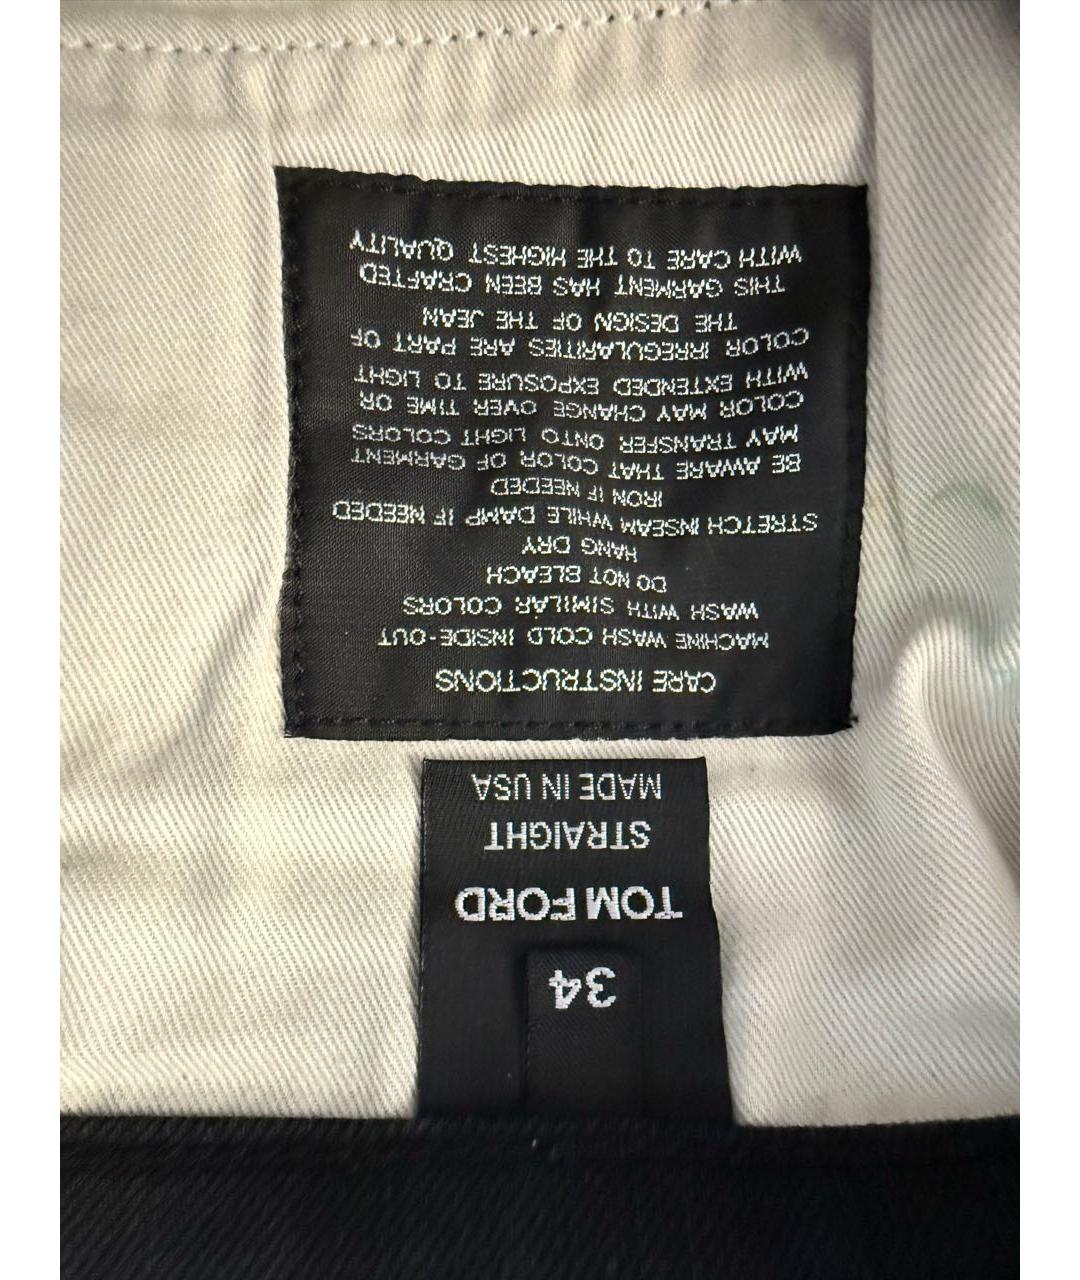 34
TOM FORD
STRAIGHT
MADE IN USA
CARE INSTRUCTIONS
MACHINE WASH COLD INSIDE-OUT
WASH WITH SIMILAR COLORS
DO NOT BLEACH
HANG DRY
STRETCH INSEAM WHILE DAMP IF NEEDED
IRON IF NEEDED
BE AWARE THAT COLOR OF GARMENT
MAY TRANSFER ONTO LIGHT COLORS
COLOR MAY CHANGE OVER TIME OR
WITH EXTENDED EXPOSURE TO LIGHT
COLOR IRREGULARITIES ARE PART OF
THE DESIGN OF THE JEAN
THIS GARMENT HAS BEEN CRAFTED
WITH CARE TO THE HIGHEST QUALITY